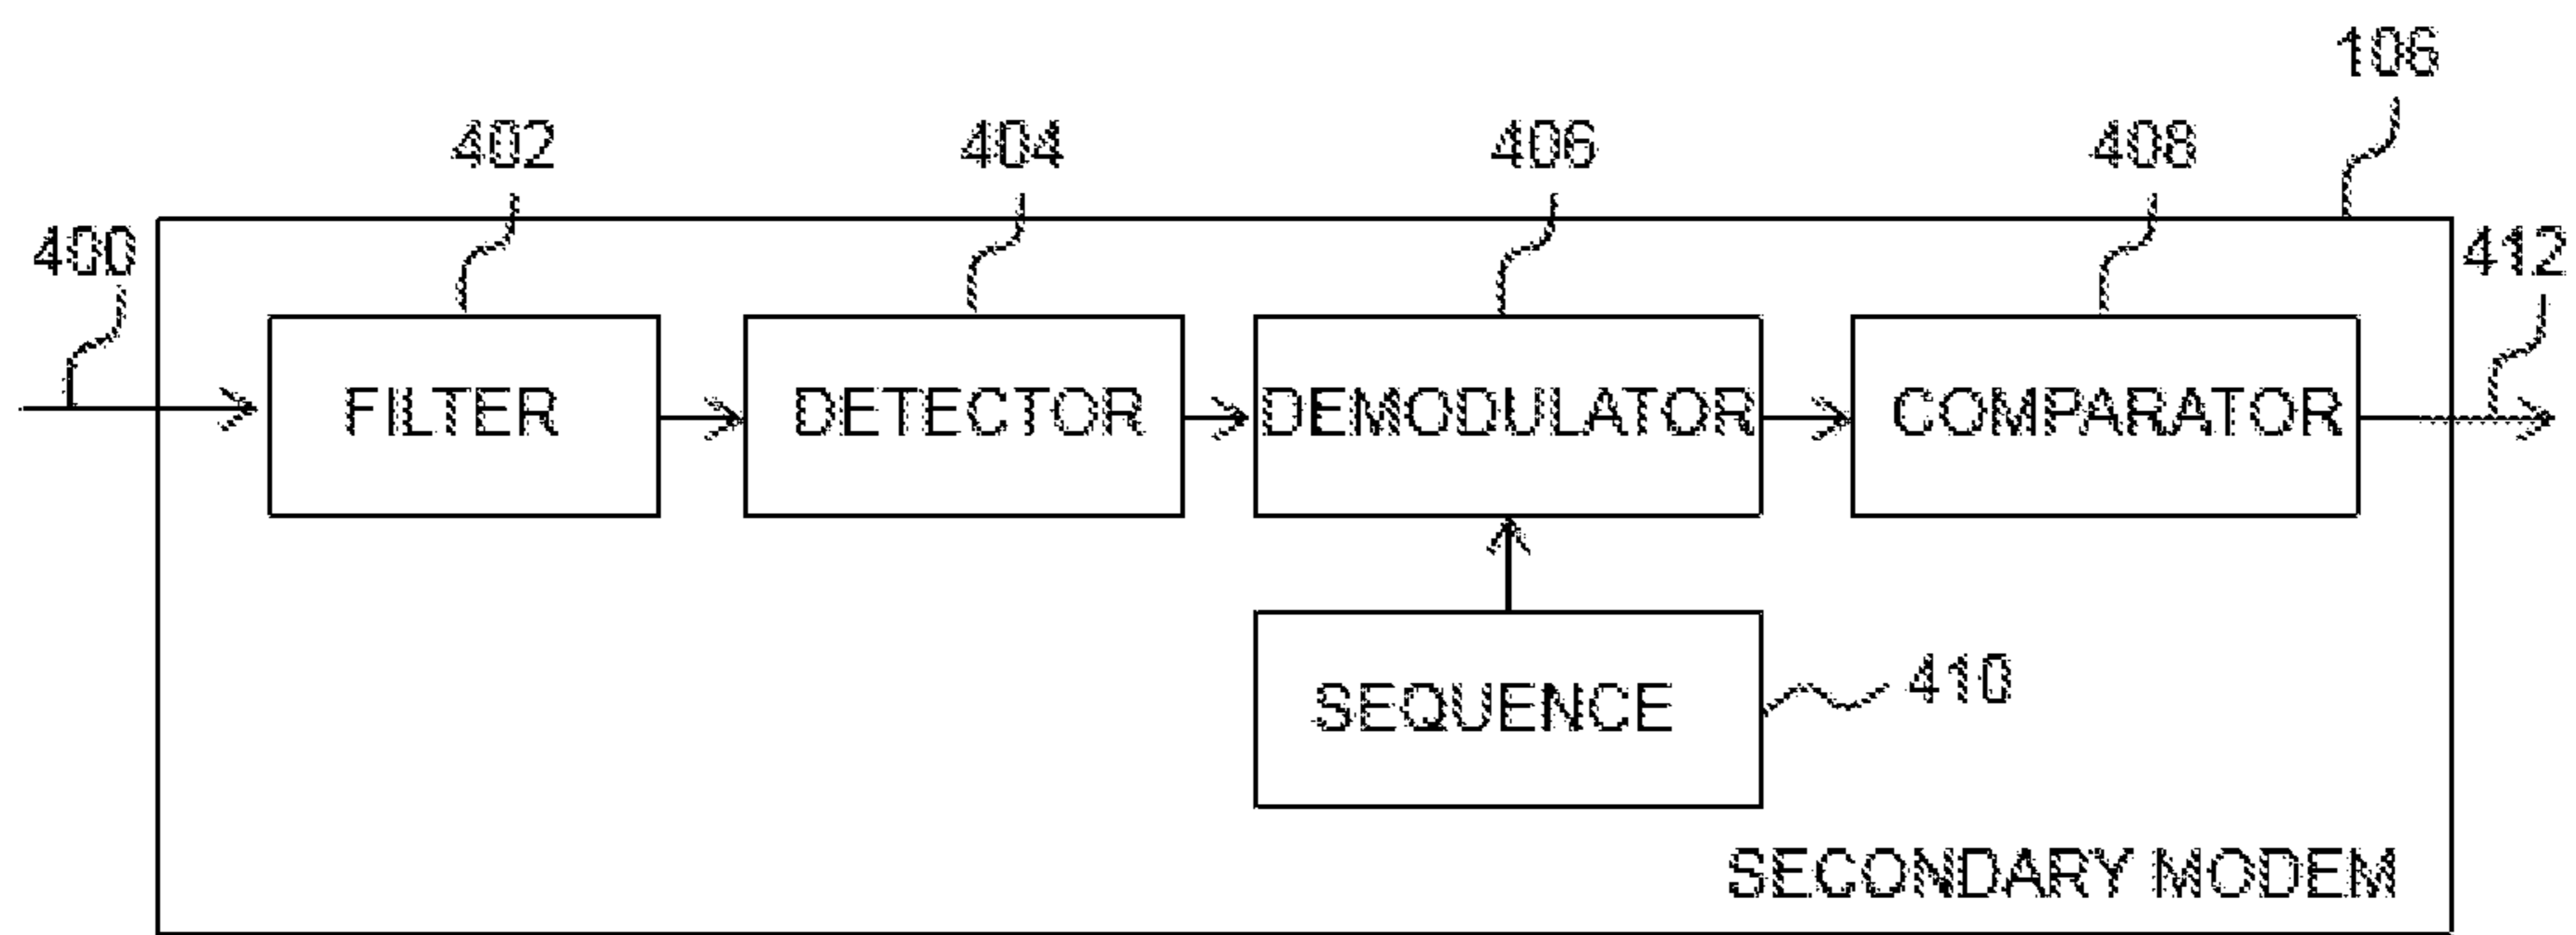 106
402 404 406 408
400 412
FILTER DETECTOR DEMODULATOR COMPARATOR
SEQUENCE 410
SECONDARY MODEM